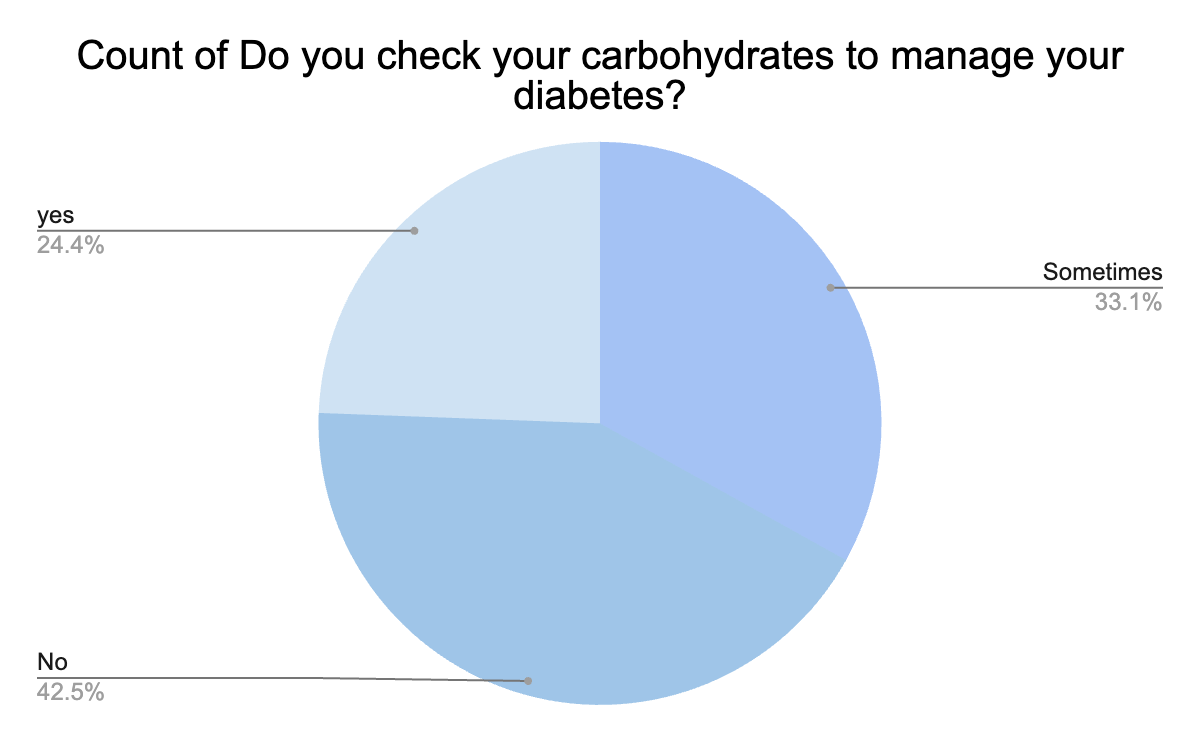 Count of Do you check your carbohydrates to manage your
diabetes?
yes
24.4%
Sometimes
33.1%
No
42.5%